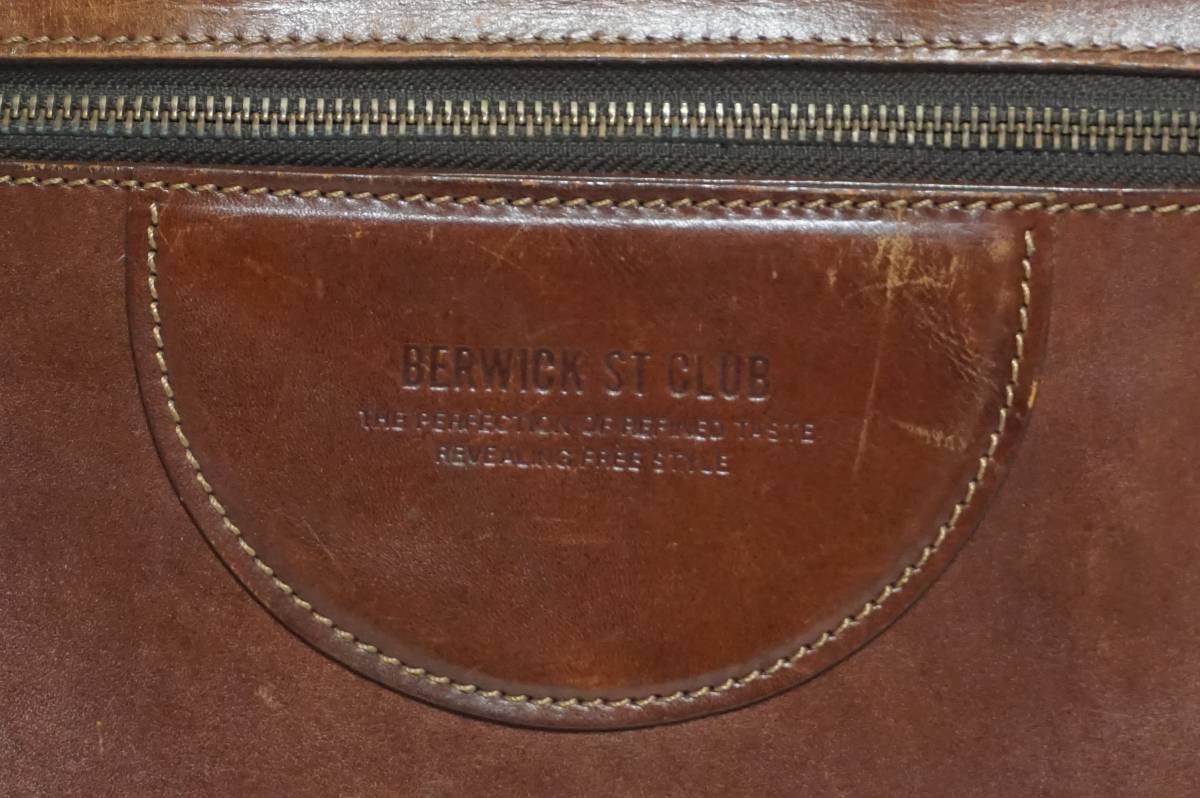 BERWICK ST CLUB
THE PERFECTION OF REFINED TASTE
REVEALING FREE STYLE